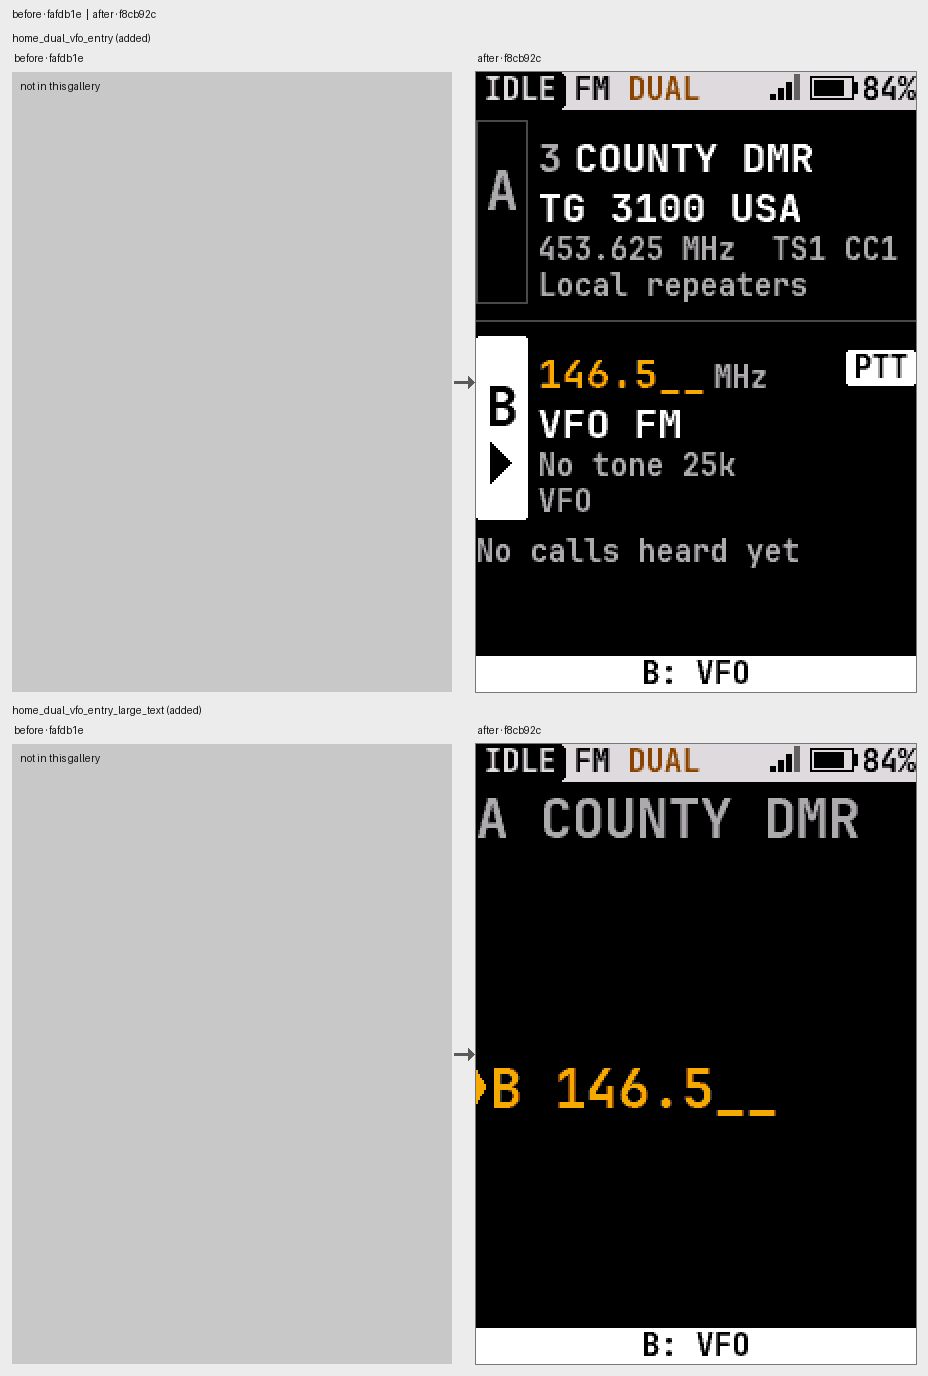 before · fafdb1e | after · f8cb92c
home_dual_vfo_entry (added)
before · fafdb1e
after · f8cb92c
not in this gallery
IDLE FM DUAL 84%
A
3 COUNTY DMR
TG 3100 USA
453.625 MHz TS1 CC1
Local repeaters
B
146.5__ MHz PTT
VFO FM
No tone 25k
VFO
No calls heard yet
B: VFO
home_dual_vfo_entry_large_text (added)
before · fafdb1e
after · f8cb92c
not in this gallery
IDLE FM DUAL 84%
A COUNTY DMR
B 146.5__
B: VFO